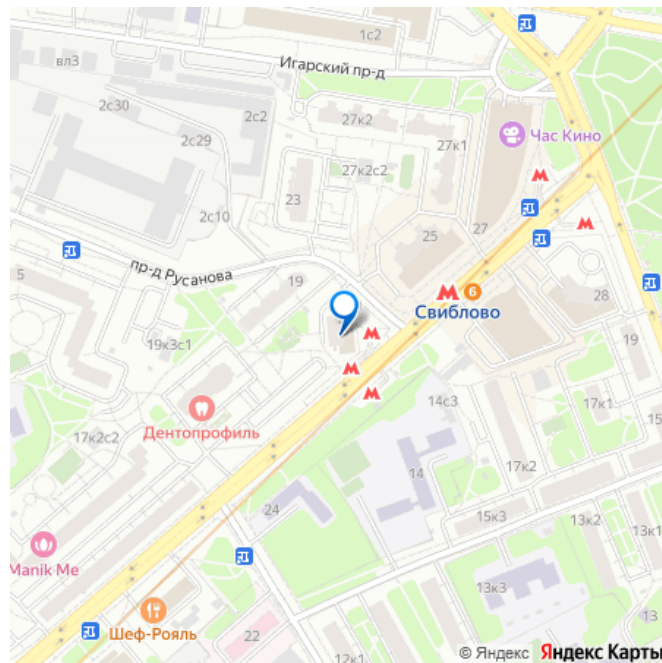 1с2
Игарский пр-д
вл3
2с30
2с2
27к2
Час Кино
2с29
27к1
27к2с2
23
2с10
27
25
пр-д Русанова
5
19
6
28
Свиблово
19
19к3с1
14с3
17к1
Дентопрофиль
17к2с2
14
17к2
24
15к3
13к2
Manik Me
13к3
13
Шеф-Рояль
22
12к1
© Яндекс Яндекс Карты